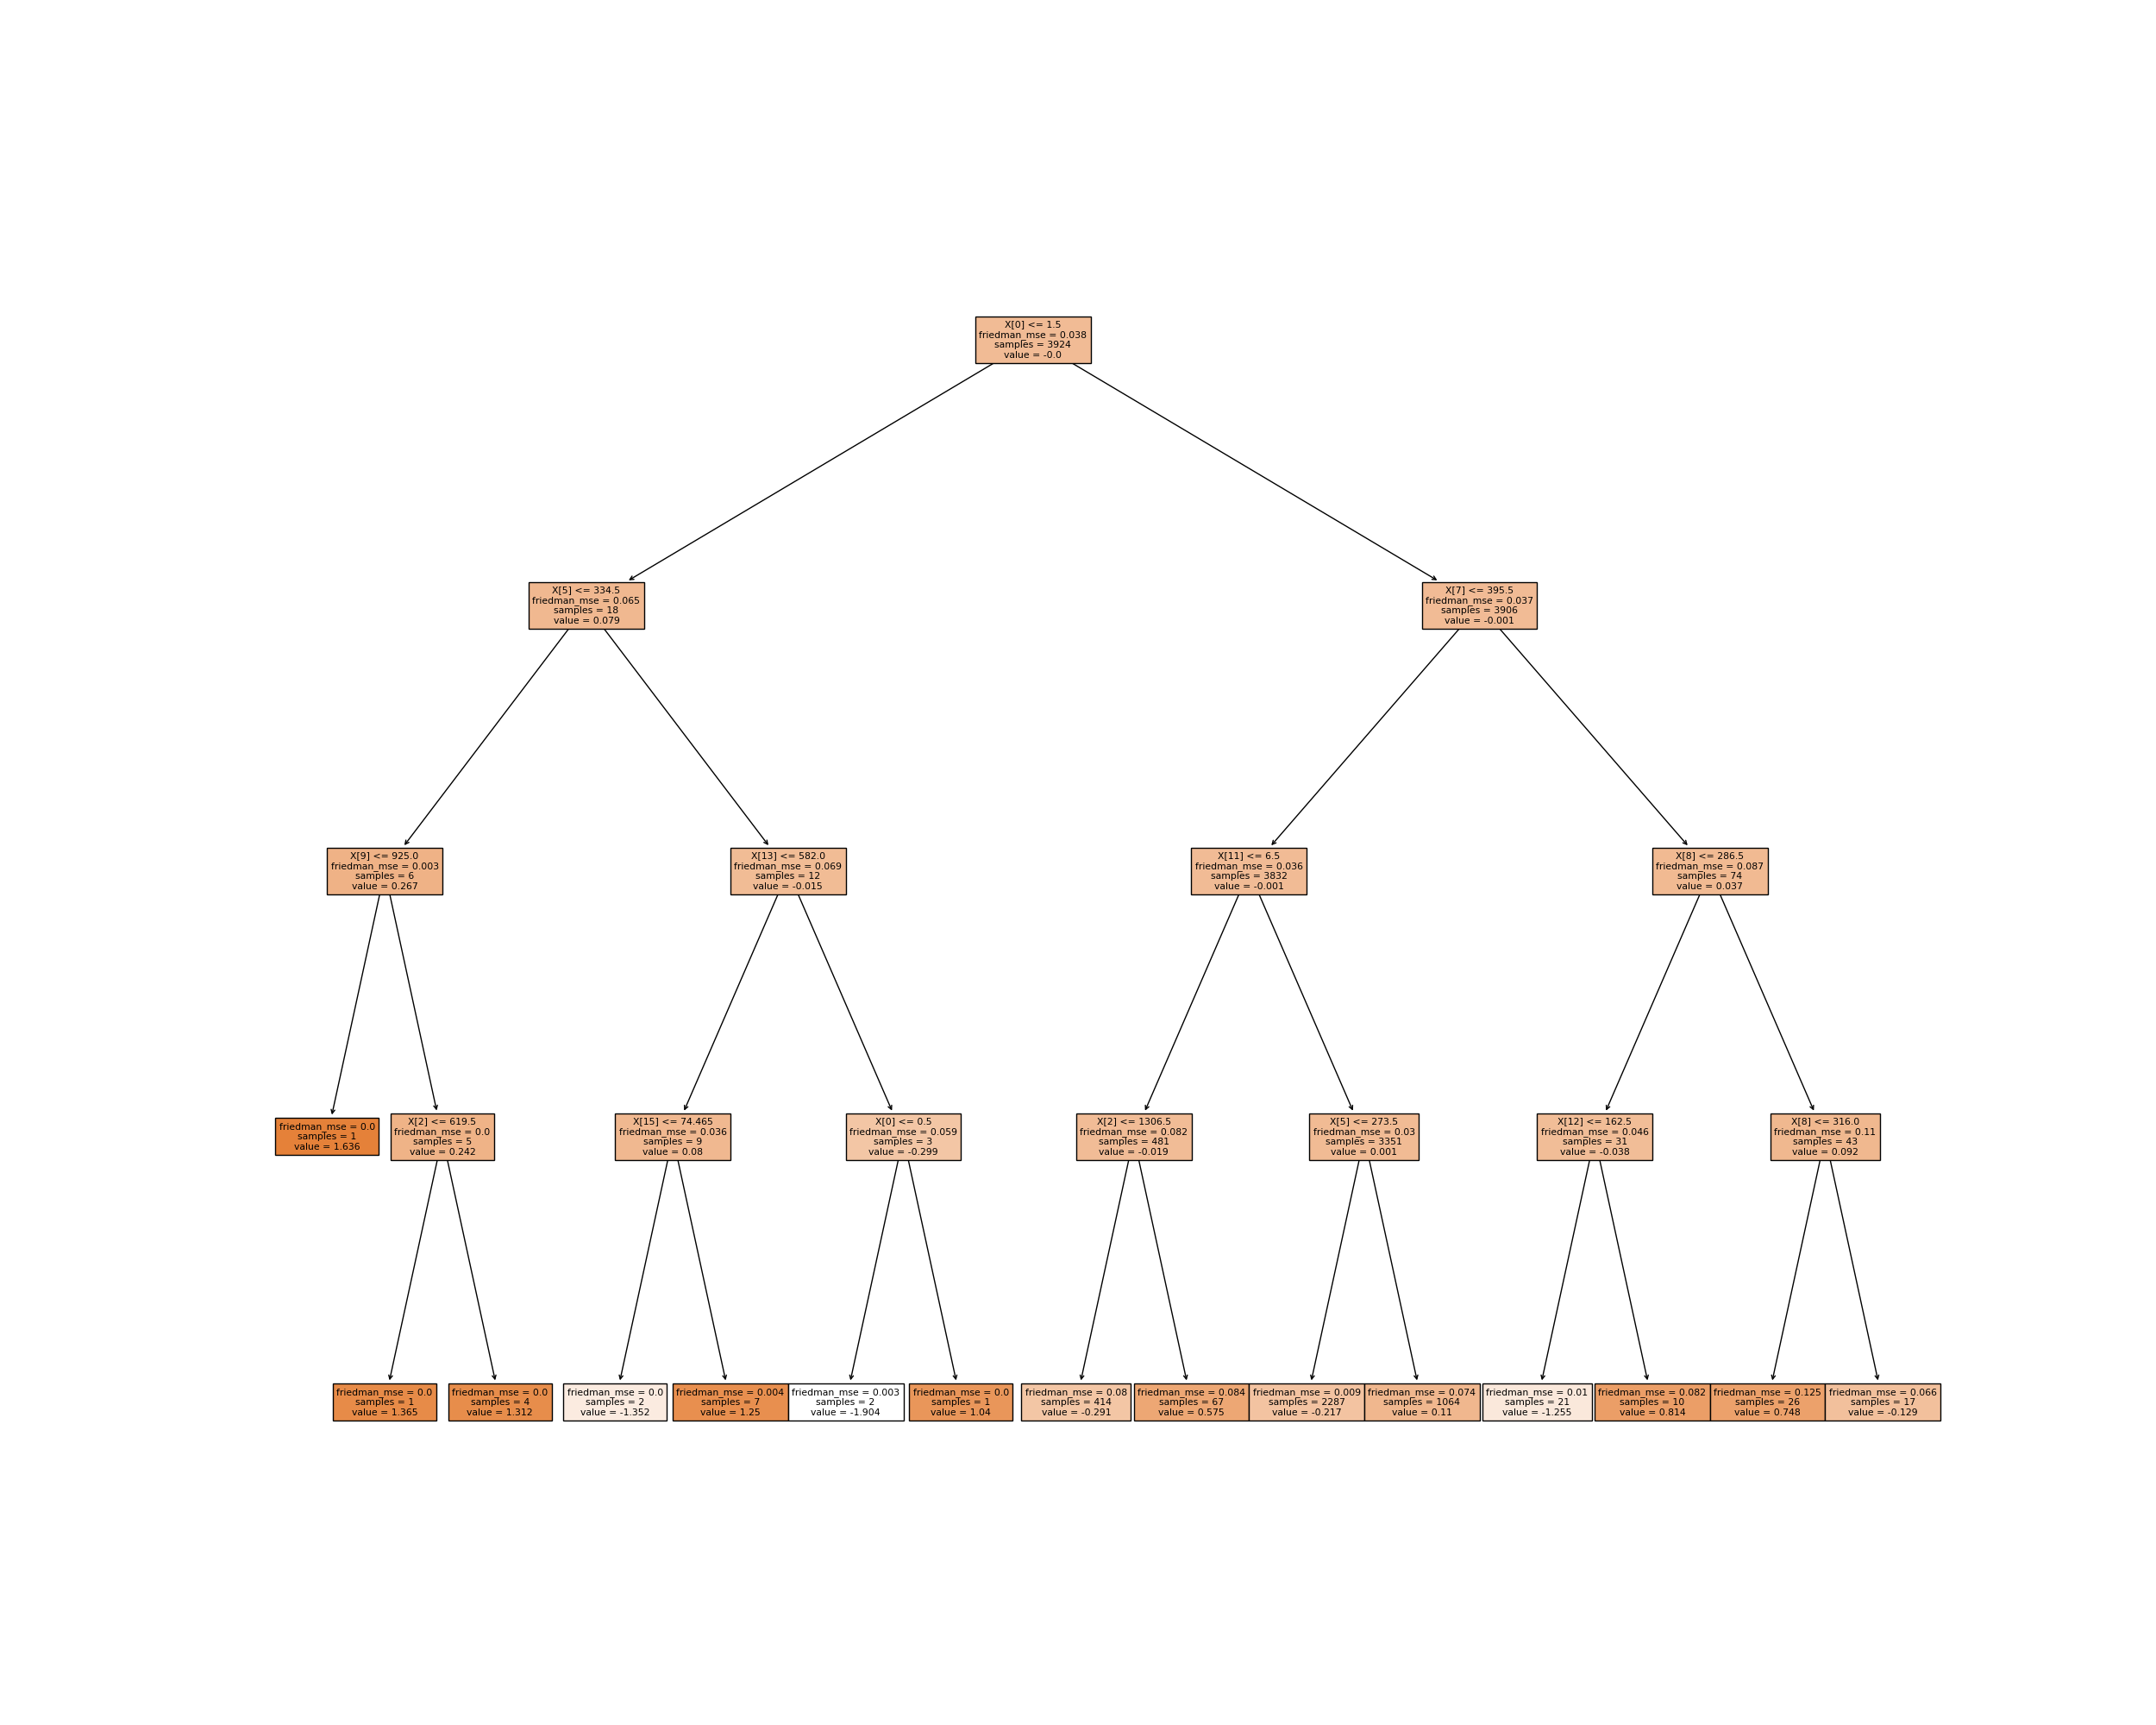 X[0] <= 1.5
friedman_mse = 0.038
samples = 3924
value = -0.0
X[5] <= 334.5
friedman_mse = 0.065
samples = 18
value = 0.079
X[7] <= 395.5
friedman_mse = 0.037
samples = 3906
value = -0.001
X[9] <= 925.0
friedman_mse = 0.003
samples = 6
value = 0.267
X[13] <= 582.0
friedman_mse = 0.069
samples = 12
value = -0.015
X[11] <= 6.5
friedman_mse = 0.036
samples = 3832
value = -0.001
X[8] <= 286.5
friedman_mse = 0.087
samples = 74
value = 0.037
friedman_mse = 0.0
samples = 1
value = 1.636
X[2] <= 619.5
friedman_mse = 0.0
samples = 5
value = 0.242
X[15] <= 74.465
friedman_mse = 0.036
samples = 9
value = 0.08
X[0] <= 0.5
friedman_mse = 0.059
samples = 3
value = -0.299
X[2] <= 1306.5
friedman_mse = 0.082
samples = 481
value = -0.019
X[5] <= 273.5
friedman_mse = 0.03
samples = 3351
value = 0.001
X[12] <= 162.5
friedman_mse = 0.046
samples = 31
value = -0.038
X[8] <= 316.0
friedman_mse = 0.11
samples = 43
value = 0.092
friedman_mse = 0.0
samples = 1
value = 1.365
friedman_mse = 0.0
samples = 4
value = 1.312
friedman_mse = 0.0
samples = 2
value = -1.352
friedman_mse = 0.004
samples = 7
value = 1.25
friedman_mse = 0.003
samples = 2
value = -1.904
friedman_mse = 0.0
samples = 1
value = 1.04
friedman_mse = 0.08
samples = 414
value = -0.291
friedman_mse = 0.084
samples = 67
value = 0.575
friedman_mse = 0.009
samples = 2287
value = -0.217
friedman_mse = 0.074
samples = 1064
value = 0.11
friedman_mse = 0.01
samples = 21
value = -1.255
friedman_mse = 0.082
samples = 10
value = 0.814
friedman_mse = 0.125
samples = 26
value = 0.748
friedman_mse = 0.066
samples = 17
value = -0.129